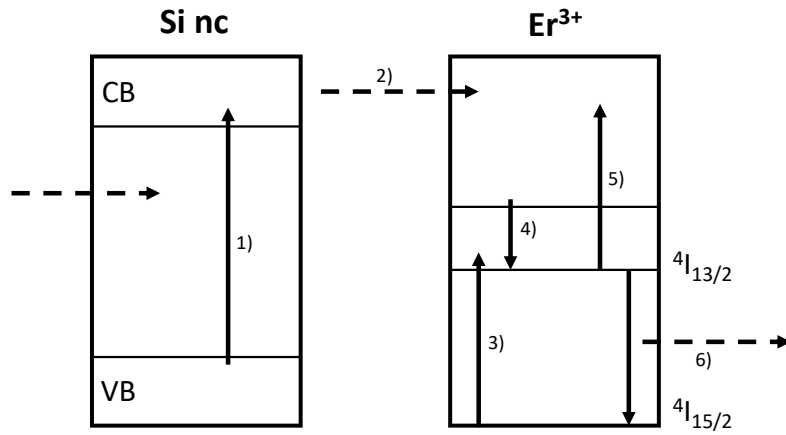 Si nc
Er³⁺
CB
2)
5)
1)
4)
⁴I₁₃/₂
3)
6)
VB
⁴I₁₅/₂